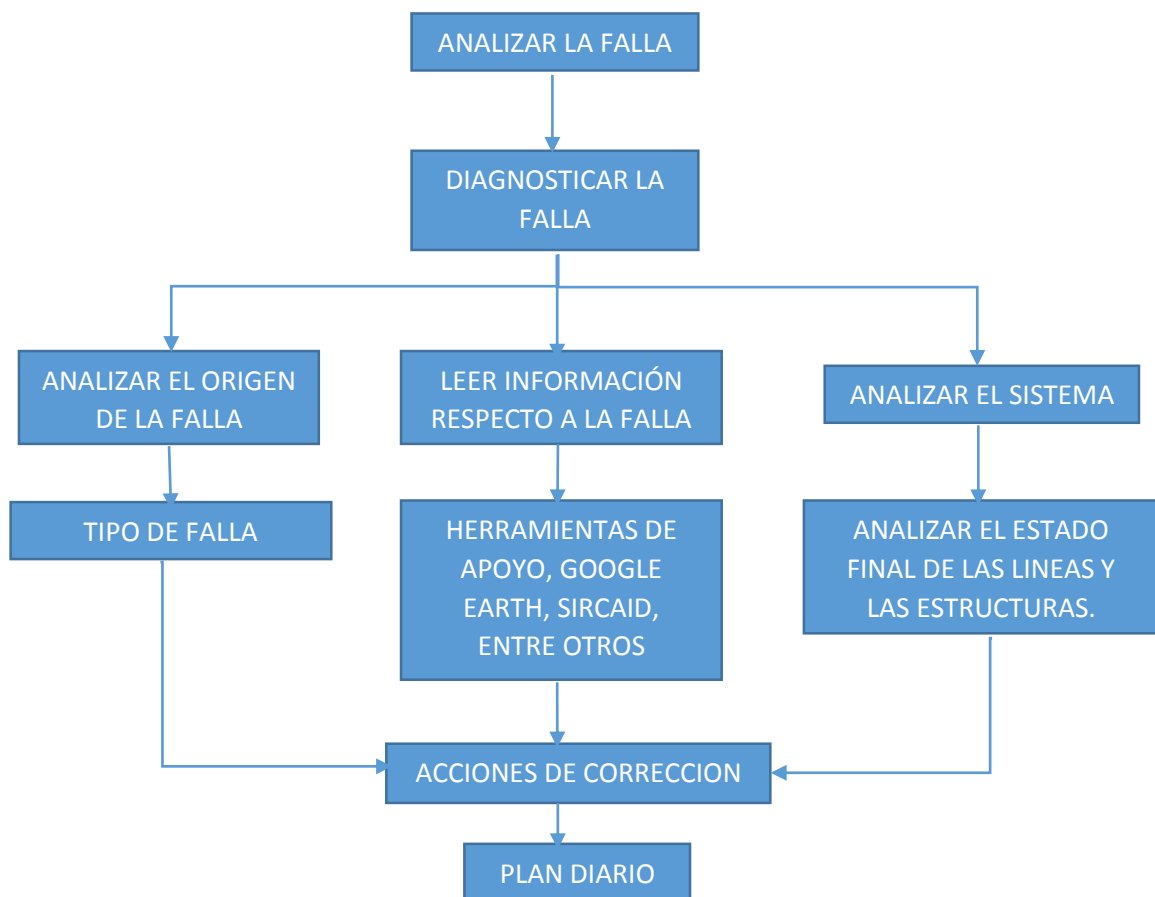 ANALIZAR LA FALLA
DIAGNOSTICAR LA
FALLA
ANALIZAR EL ORIGEN
DE LA FALLA
LEER INFORMACIÓN
RESPECTO A LA FALLA
ANALIZAR EL SISTEMA
TIPO DE FALLA
HERRAMIENTAS DE
APOYO, GOOGLE
EARTH, SIRCAID,
ENTRE OTROS
ANALIZAR EL ESTADO
FINAL DE LAS LINEAS Y
LAS ESTRUCTURAS.
ACCIONES DE CORRECCION
PLAN DIARIO